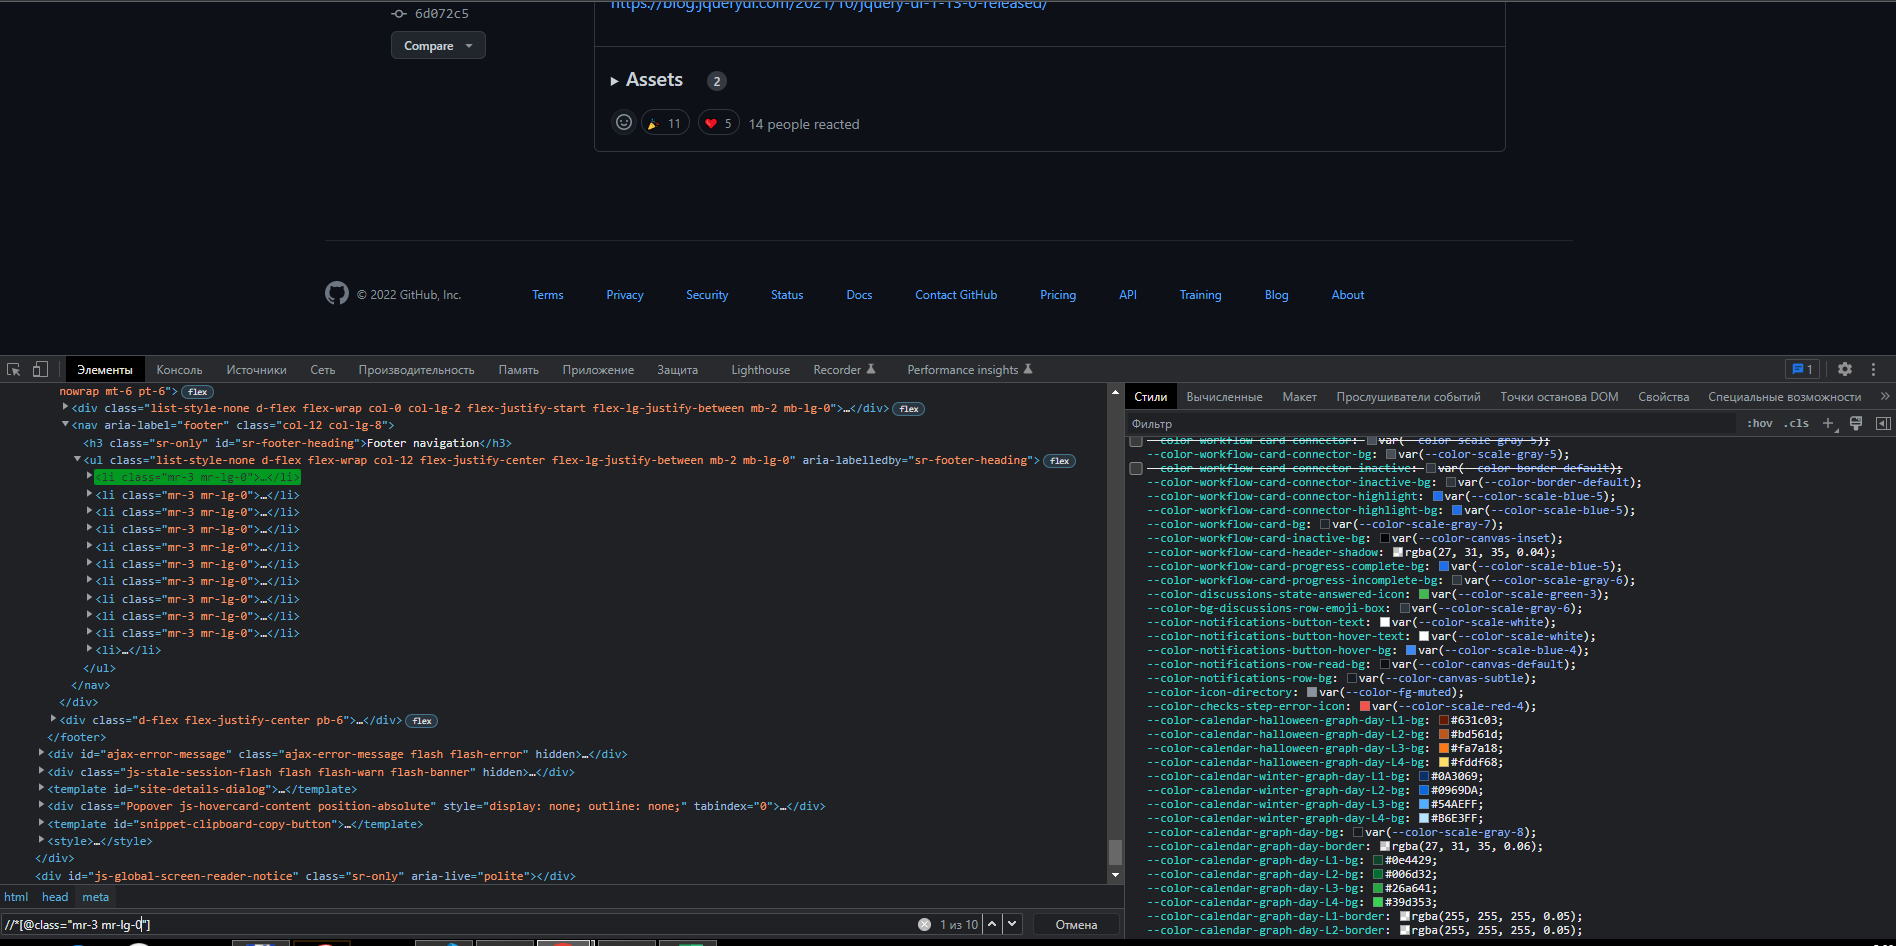 https://blog.jqueryui.com/2021/10/jquery-ui-1-13-0-released/
6d072c5
Compare
Assets 2
11 5 14 people reacted
© 2022 GitHub, Inc. Terms Privacy Security Status Docs Contact GitHub Pricing API Training Blog About
Элементы Консоль Источники Сеть Производительность Память Приложение Защита Lighthouse Recorder Performance insights 1
nowrap mt-6 pt-6"> flex
<div class="list-style-none d-flex flex-wrap col-0 col-lg-2 flex-justify-start flex-lg-justify-between mb-2 mb-lg-0">…</div> flex
<nav aria-label="footer" class="col-12 col-lg-8">
<h3 class="sr-only" id="sr-footer-heading">Footer navigation</h3>
<ul class="list-style-none d-flex flex-wrap col-12 flex-justify-center flex-lg-justify-between mb-2 mb-lg-0" aria-labelledby="sr-footer-heading"> flex
<li class="mr-3 mr-lg-0">…</li>
<li class="mr-3 mr-lg-0">…</li>
<li class="mr-3 mr-lg-0">…</li>
<li class="mr-3 mr-lg-0">…</li>
<li class="mr-3 mr-lg-0">…</li>
<li class="mr-3 mr-lg-0">…</li>
<li class="mr-3 mr-lg-0">…</li>
<li class="mr-3 mr-lg-0">…</li>
<li class="mr-3 mr-lg-0">…</li>
<li class="mr-3 mr-lg-0">…</li>
<li>…</li>
</ul>
</nav>
</div>
<div class="d-flex flex-justify-center pb-6">…</div> flex
</footer>
<div id="ajax-error-message" class="ajax-error-message flash flash-error" hidden>…</div>
<div class="js-stale-session-flash flash flash-warn flash-banner" hidden>…</div>
<template id="site-details-dialog">…</template>
<div class="Popover js-hovercard-content position-absolute" style="display: none; outline: none;" tabindex="0">…</div>
<template id="snippet-clipboard-copy-button">…</template>
<style>…</style>
</div>
<div id="js-global-screen-reader-notice" class="sr-only" aria-live="polite"></div>
html head meta
//*[@class="mr-3 mr-lg-0"] 1 из 10 Отмена
Стили Вычисленные Макет Прослушиватели событий Точки останова DOM Свойства Специальные возможности
Фильтр :hov .cls
--color-workflow-card-connector: var(--color-scale-gray-5);
--color-workflow-card-connector-bg: var(--color-scale-gray-5);
--color-workflow-card-connector-inactive: var(--color-border-default);
--color-workflow-card-connector-inactive-bg: var(--color-border-default);
--color-workflow-card-connector-highlight: var(--color-scale-blue-5);
--color-workflow-card-connector-highlight-bg: var(--color-scale-blue-5);
--color-workflow-card-bg: var(--color-scale-gray-7);
--color-workflow-card-inactive-bg: var(--color-canvas-inset);
--color-workflow-card-header-shadow: rgba(27, 31, 35, 0.04);
--color-workflow-card-progress-complete-bg: var(--color-scale-blue-5);
--color-workflow-card-progress-incomplete-bg: var(--color-scale-gray-6);
--color-discussions-state-answered-icon: var(--color-scale-green-3);
--color-bg-discussions-row-emoji-box: var(--color-scale-gray-6);
--color-notifications-button-text: var(--color-scale-white);
--color-notifications-button-hover-text: var(--color-scale-white);
--color-notifications-button-hover-bg: var(--color-scale-blue-4);
--color-notifications-row-read-bg: var(--color-canvas-default);
--color-notifications-row-bg: var(--color-canvas-subtle);
--color-icon-directory: var(--color-fg-muted);
--color-checks-step-error-icon: var(--color-scale-red-4);
--color-calendar-halloween-graph-day-L1-bg: #631c03;
--color-calendar-halloween-graph-day-L2-bg: #bd561d;
--color-calendar-halloween-graph-day-L3-bg: #fa7a18;
--color-calendar-halloween-graph-day-L4-bg: #fddf68;
--color-calendar-winter-graph-day-L1-bg: #0A3069;
--color-calendar-winter-graph-day-L2-bg: #0969DA;
--color-calendar-winter-graph-day-L3-bg: #54AEFF;
--color-calendar-winter-graph-day-L4-bg: #B6E3FF;
--color-calendar-graph-day-bg: var(--color-scale-gray-8);
--color-calendar-graph-day-border: rgba(27, 31, 35, 0.06);
--color-calendar-graph-day-L1-bg: #0e4429;
--color-calendar-graph-day-L2-bg: #006d32;
--color-calendar-graph-day-L3-bg: #26a641;
--color-calendar-graph-day-L4-bg: #39d353;
--color-calendar-graph-day-L1-border: rgba(255, 255, 255, 0.05);
--color-calendar-graph-day-L2-border: rgba(255, 255, 255, 0.05);